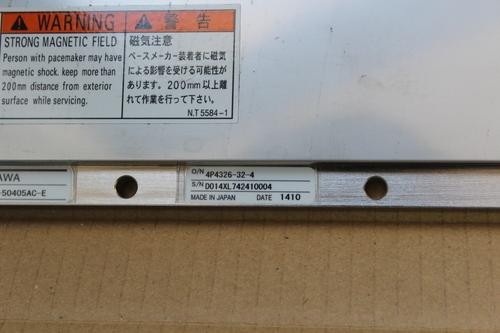 WARNING
STRONG MAGNETIC FIELD
Person with pacemaker may have
magnetic shock. keep more than
200mm distance from exterior
surface while servicing.
警告
磁気注意
ペースメーカー装着者に磁気
による影響を受ける可能性が
あります。200mm以上離
れて作業を行って下さい。
N.T 5584-1
AWA
-50405AC-E
O/N 4P4326-32-4
S/N D014XL742410004
MADE IN JAPAN DATE 1410